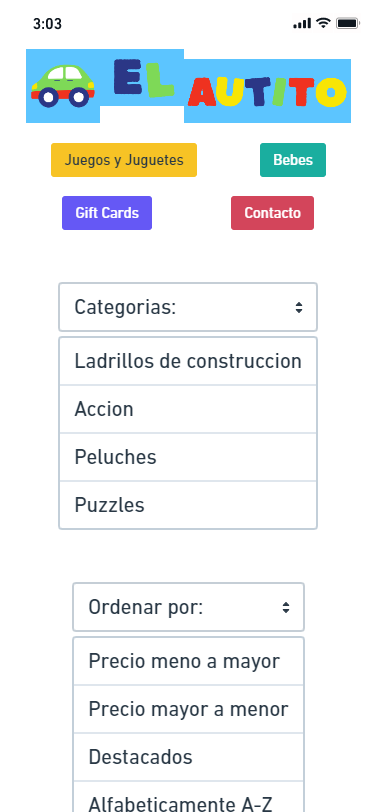 3:03
EL AUTITO
Juegos y Juguetes
Bebes
Gift Cards
Contacto
Categorias:
Ladrillos de construccion
Accion
Peluches
Puzzles
Ordenar por:
Precio meno a mayor
Precio mayor a menor
Destacados
Alfabeticamente A-Z